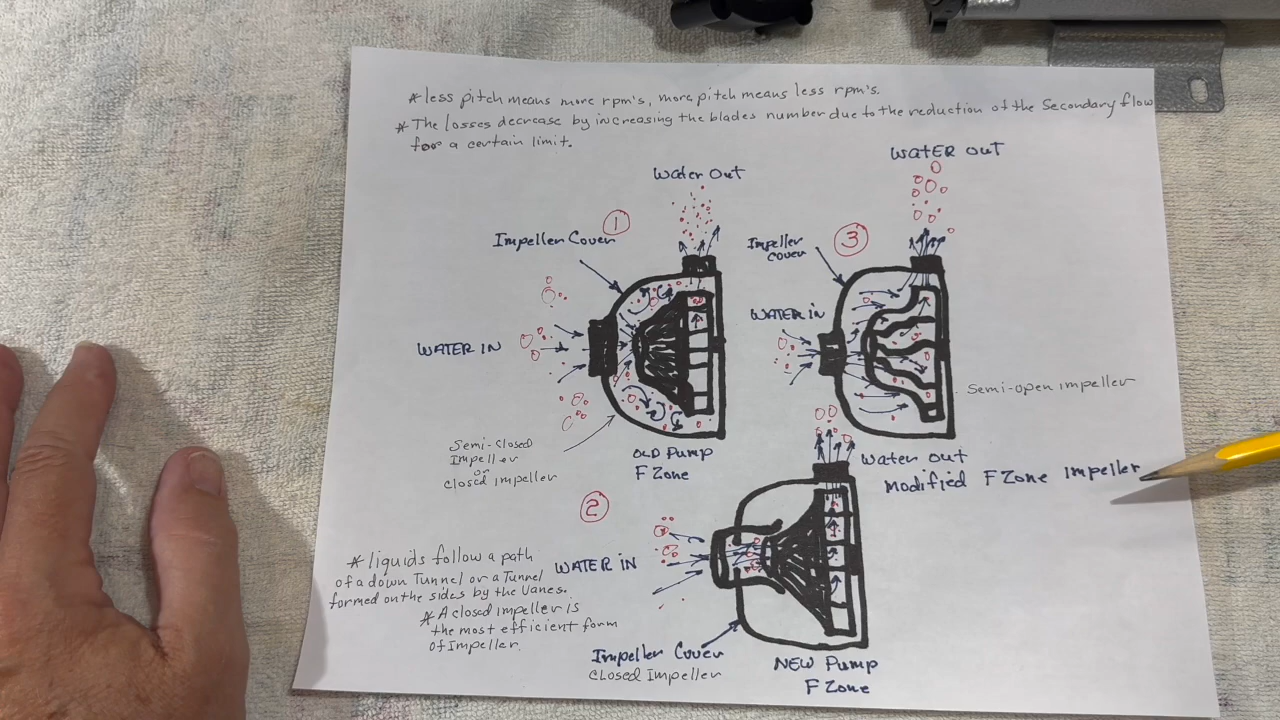 * less pitch means more rpm's, more pitch means less rpm's.
* The losses decrease by increasing the blades number due to the reduction of the Secondary flow
for a certain limit.
Water Out
Impeller Cover
1
WATER IN
Semi-closed
Impeller
or
closed impeller
OLD Pump
F Zone
WATER OUT
Impeller
cover
3
WATER in
Semi-open impeller
Water out
Modified F Zone Impeller
2
WATER IN
* liquids follow a path
of a down Tunnel or a Tunnel
formed on the sides by the vanes.
* A closed impeller is
the most efficient form
of Impeller.
Impeller Cover
CLOSED Impeller
NEW Pump
F Zone